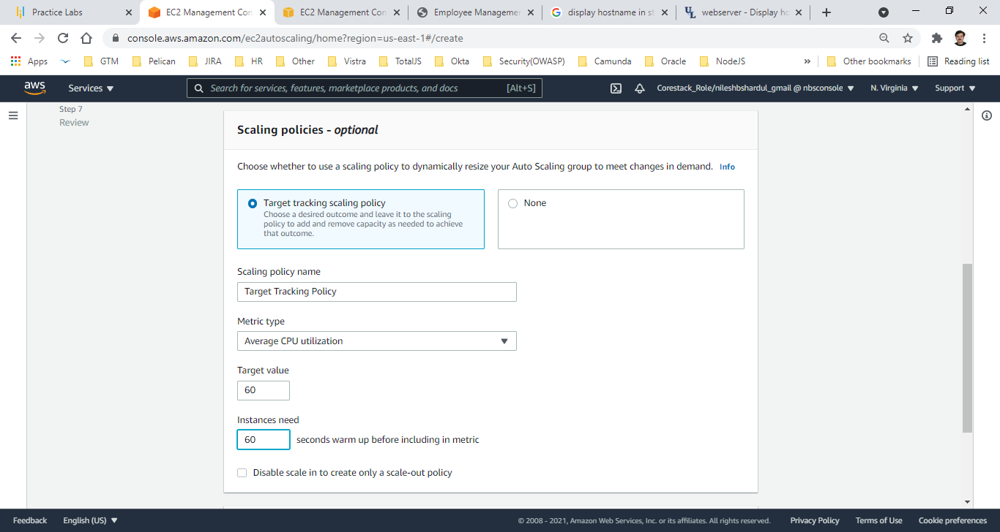 Practice Labs
EC2 Management Con
EC2 Management Con
Employee Managemen
display hostname in st
webserver - Display ho
console.aws.amazon.com/ec2autoscaling/home?region=us-east-1#/create
Apps
GTM
Pelican
JIRA
HR
Other
Vistra
TotalJS
Okta
Security(OWASP)
Camunda
Oracle
NodeJS
»
Other bookmarks
Reading list
aws
Services
Search for services, features, marketplace products, and docs
[Alt+S]
Corestack_Role/nileshbshardul_gmail @ nbsconsole
N. Virginia
Support
Step 7
Review
Scaling policies - optional
Choose whether to use a scaling policy to dynamically resize your Auto Scaling group to meet changes in demand. Info
Target tracking scaling policy
Choose a desired outcome and leave it to the scaling
policy to add and remove capacity as needed to achieve
that outcome.
None
Scaling policy name
Target Tracking Policy
Metric type
Average CPU utilization
Target value
60
Instances need
60 seconds warm up before including in metric
Disable scale in to create only a scale-out policy
Feedback
English (US)
© 2008 - 2021, Amazon Web Services, Inc. or its affiliates. All rights reserved.
Privacy Policy
Terms of Use
Cookie preferences